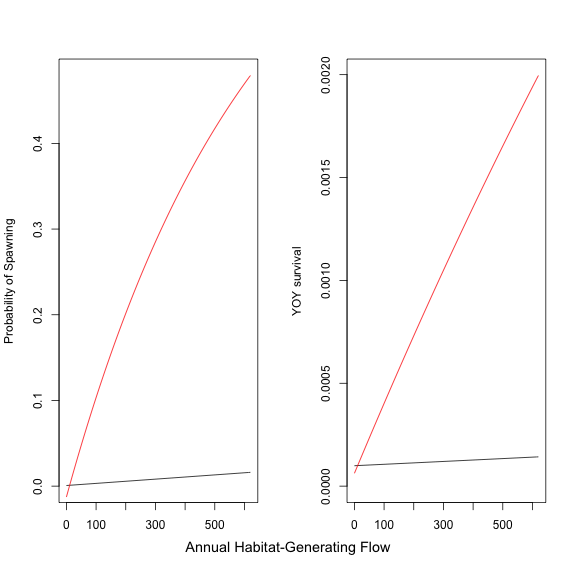 Probability of Spawning
0.0
0.1
0.2
0.3
0.4
0 100 300 500
YOY survival
0.0000
0.0005
0.0010
0.0015
0.0020
0 100 300 500
Annual Habitat-Generating Flow